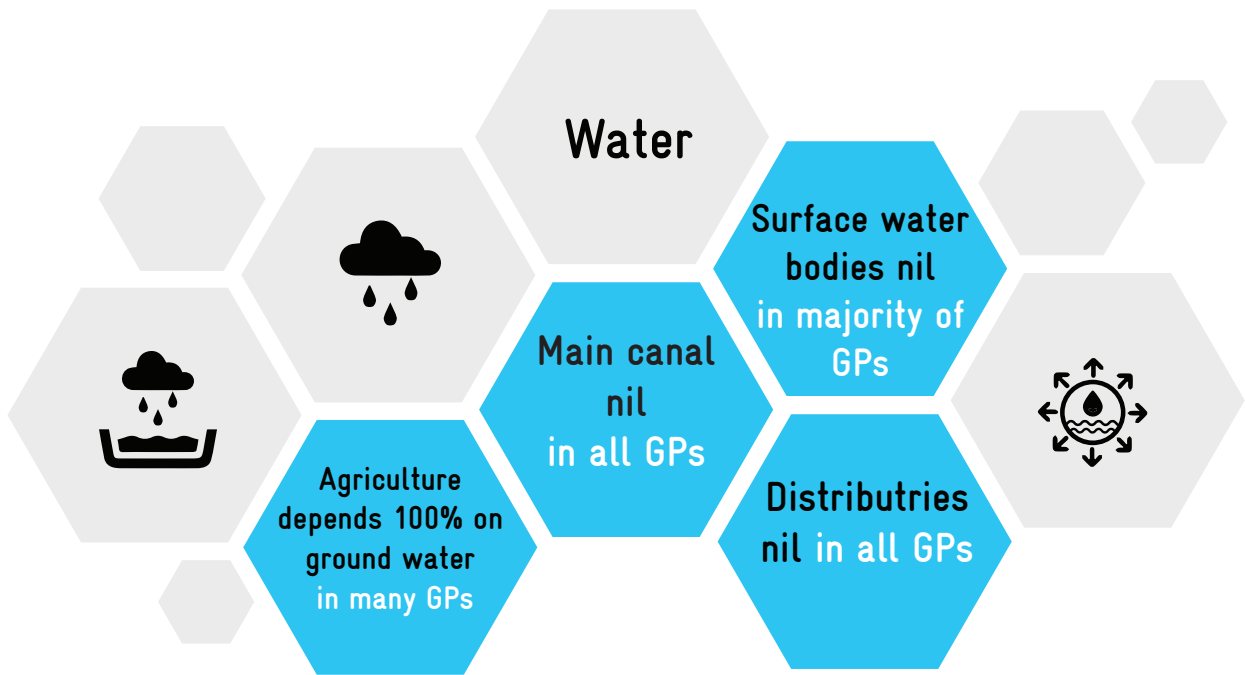 Water
Surface water
bodies nil
in majority of
GPs
Main canal
nil
in all GPs
Agriculture
depends 100% on
ground water
in many GPs
Distributries
nil in all GPs